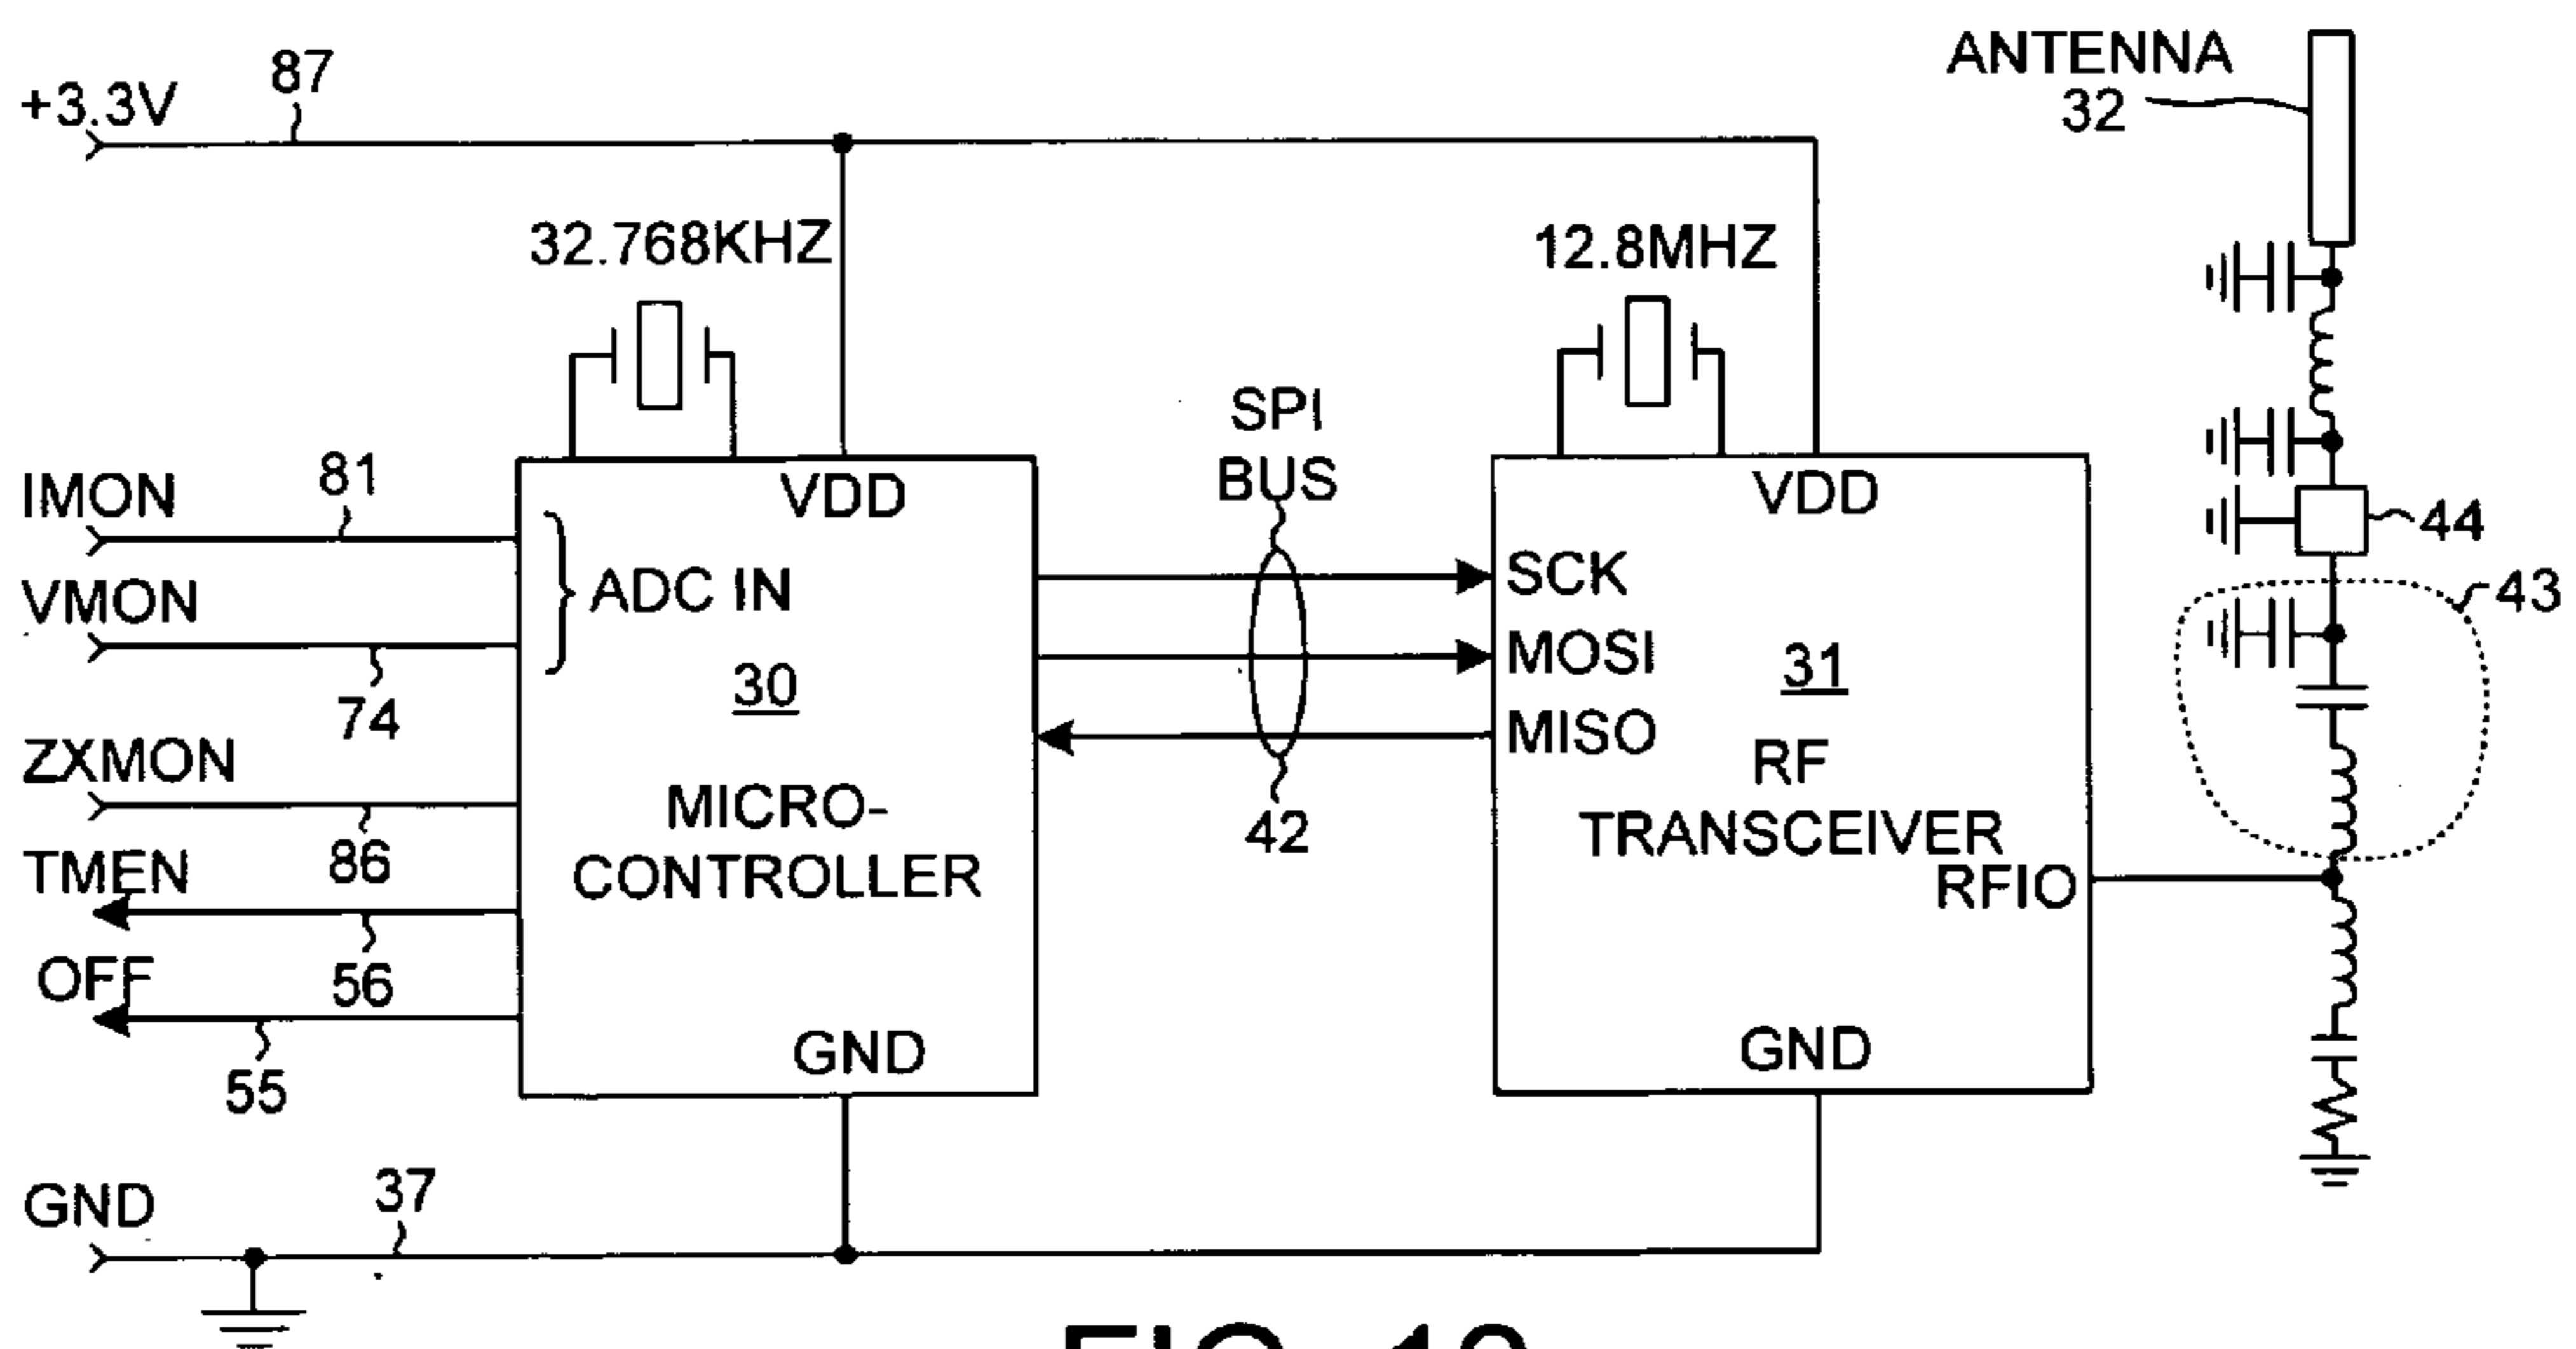 87
+3.3V
ANTENNA
32
32.768KHZ
12.8MHZ
SPI
BUS
IMON
81
VDD
VDD
44
VMON
ADC IN
SCK
43
74
30
MOSI
31
ZXMON
MICRO-
CONTROLLER
MISO
RF
TRANSCEIVER
42
86
TMEN
RFIO
56
OFF
55
GND
GND
GND
37